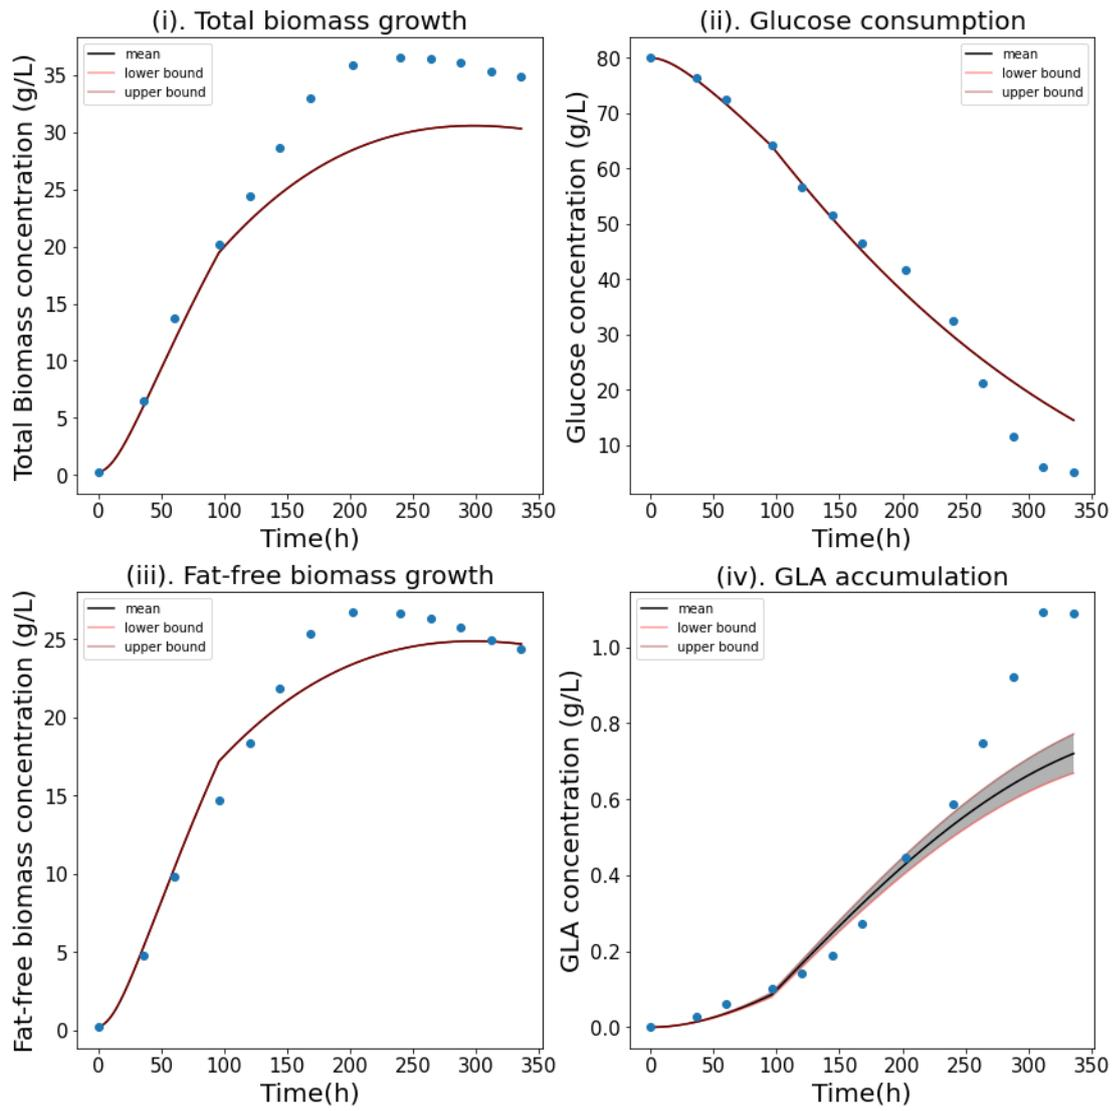 (i). Total biomass growth
mean
lower bound
upper bound
Total Biomass concentration (g/L)
35
30
25
20
15
10
5
0
0 50 100 150 200 250 300 350
Time(h)
(ii). Glucose consumption
mean
lower bound
upper bound
Glucose concentration (g/L)
80
70
60
50
40
30
20
10
0 50 100 150 200 250 300 350
Time(h)
(iii). Fat-free biomass growth
mean
lower bound
upper bound
Fat-free biomass concentration (g/L)
25
20
15
10
5
0
0 50 100 150 200 250 300 350
Time(h)
(iv). GLA accumulation
mean
lower bound
upper bound
GLA concentration (g/L)
1.0
0.8
0.6
0.4
0.2
0.0
0 50 100 150 200 250 300 350
Time(h)